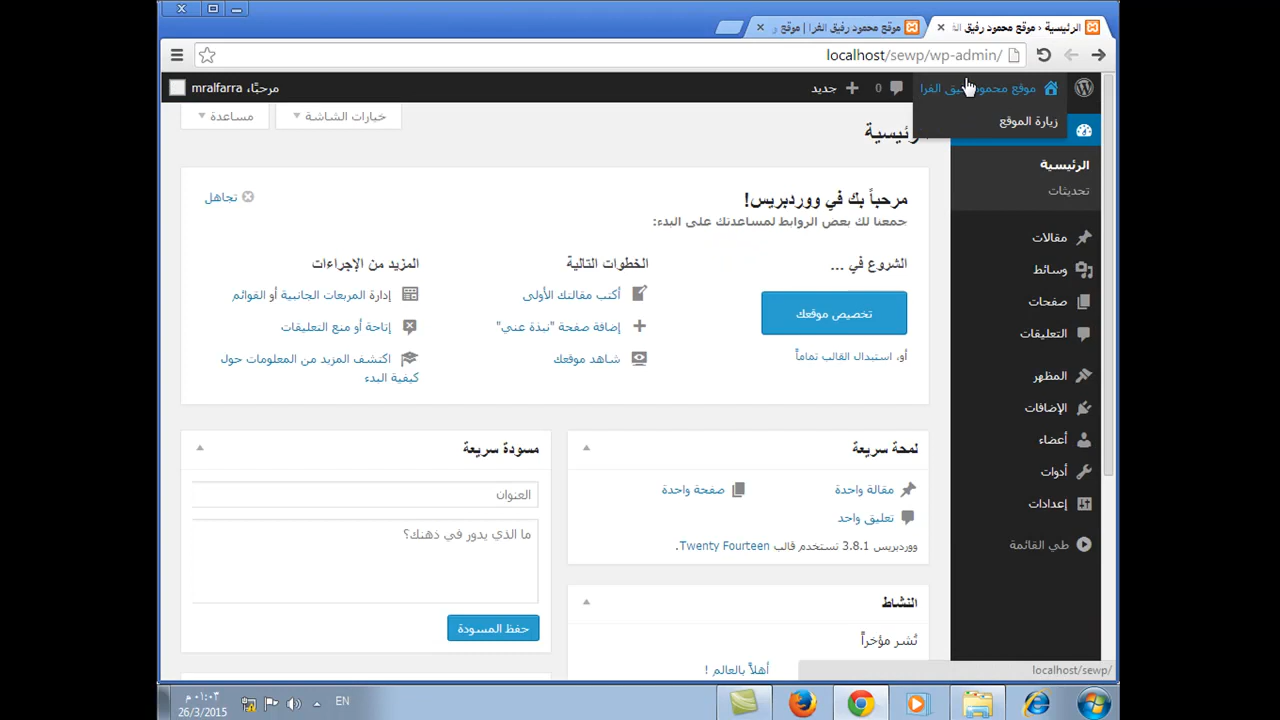 الرئيسية ‹ موقع محمود رفيق الف
موقع محمود رفيق الفرا | موقع و
localhost/sewp/wp-admin/
موقع محمود رفيق الفرا
0
جديد
مرحبًا، mralfarra
زيارة الموقع
خيارات الشاشة
مساعدة
الرئيسية
تحديثات
مقالات
وسائط
صفحات
التعليقات
المظهر
الإضافات
أعضاء
أدوات
إعدادات
طي القائمة
مرحباً بك في ووردبريس!
تجاهل
جمعنا لك بعض الروابط لمساعدتك على البدء:
الشروع في ...
تخصيص موقعك
أو، استبدال القالب تماماً
الخطوات التالية
أكتب مقالتك الأولى
إضافة صفحة "نبذة عني"
شاهد موقعك
المزيد من الإجراءات
إدارة المربعات الجانبية أو القوائم
إتاحة أو منع التعليقات
اكتشف المزيد من المعلومات حول
كيفية البدء
لمحة سريعة
مقالة واحدة
صفحة واحدة
تعليق واحد
ووردبريس 3.8.1 تستخدم قالب Twenty Fourteen.
النشاط
نُشر مؤخراً
أهلاً بالعالم !
مسودة سريعة
العنوان
ما الذي يدور في ذهنك؟
حفظ المسودة
localhost/sewp/
EN
٠١:٠٣ م
26/3/2015